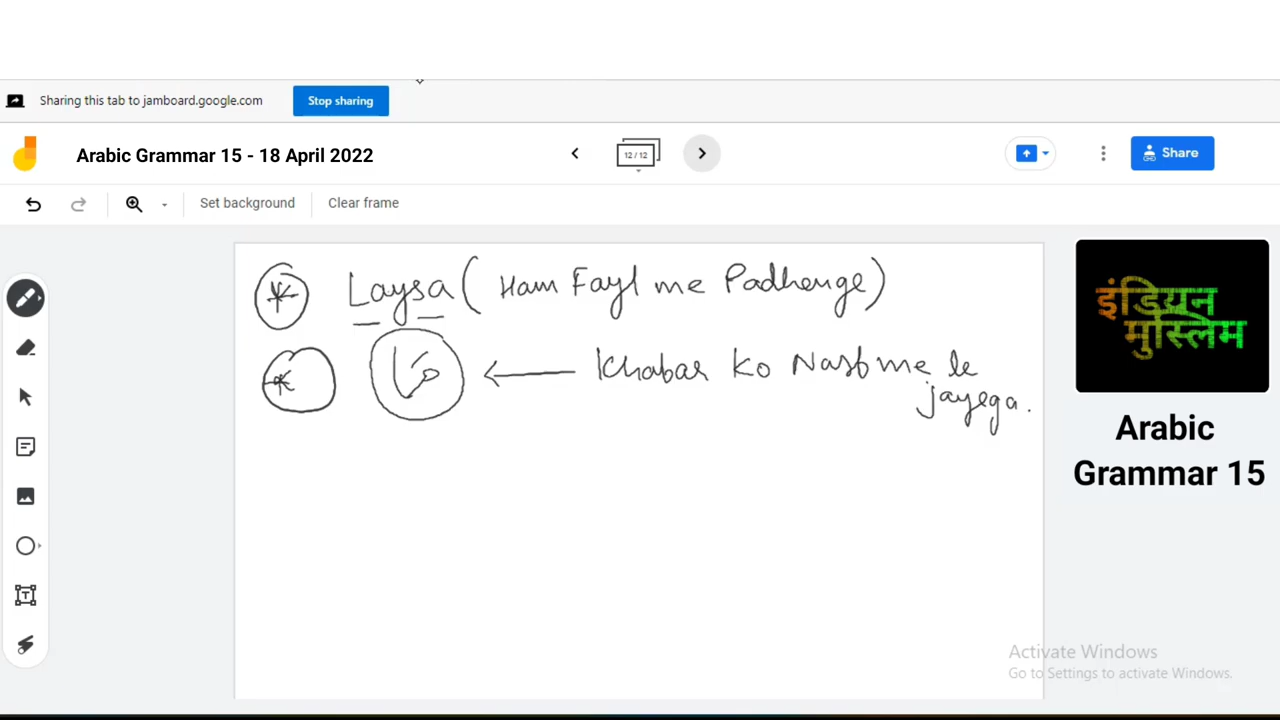 Sharing this tab to jamboard.google.com
Stop sharing
Arabic Grammar 15 - 18 April 2022
12 / 12
Share
Set background
Clear frame
Laysa ( Ham Fayl me Padhenge)
ما ← Khabar Ko Nasb me le
jayega.
इंडियन
मुस्लिम
Arabic
Grammar 15
Activate Windows
Go to Settings to activate Windows.